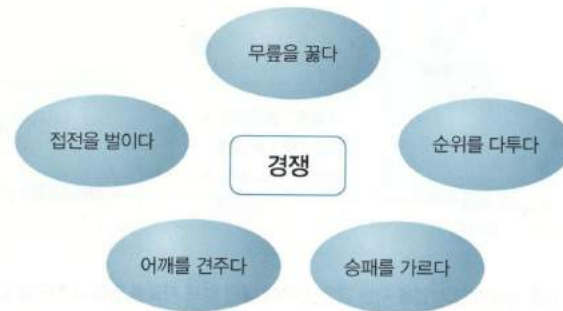 무릎을 꿇다
접전을 벌이다
순위를 다투다
경쟁
어깨를 견주다
승패를 가르다